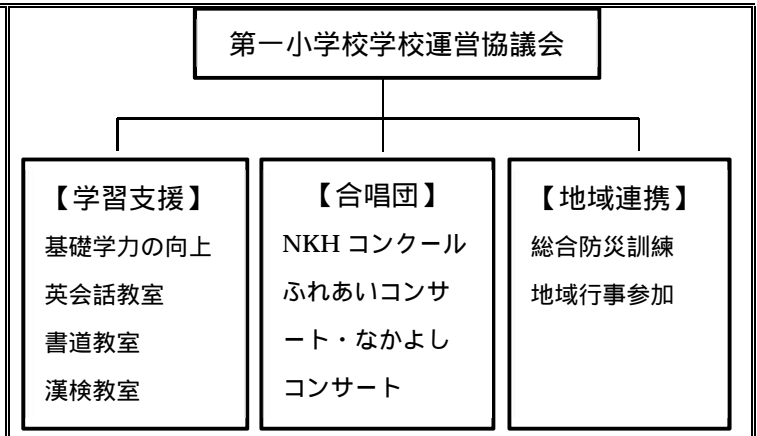 第一小学校学校運営協議会
【学習支援】
基礎学力の向上
英会話教室
書道教室
漢検教室
【合唱団】
NKH コンクール
ふれあいコンサ
ート・なかよし
コンサート
【地域連携】
総合防災訓練
地域行事参加